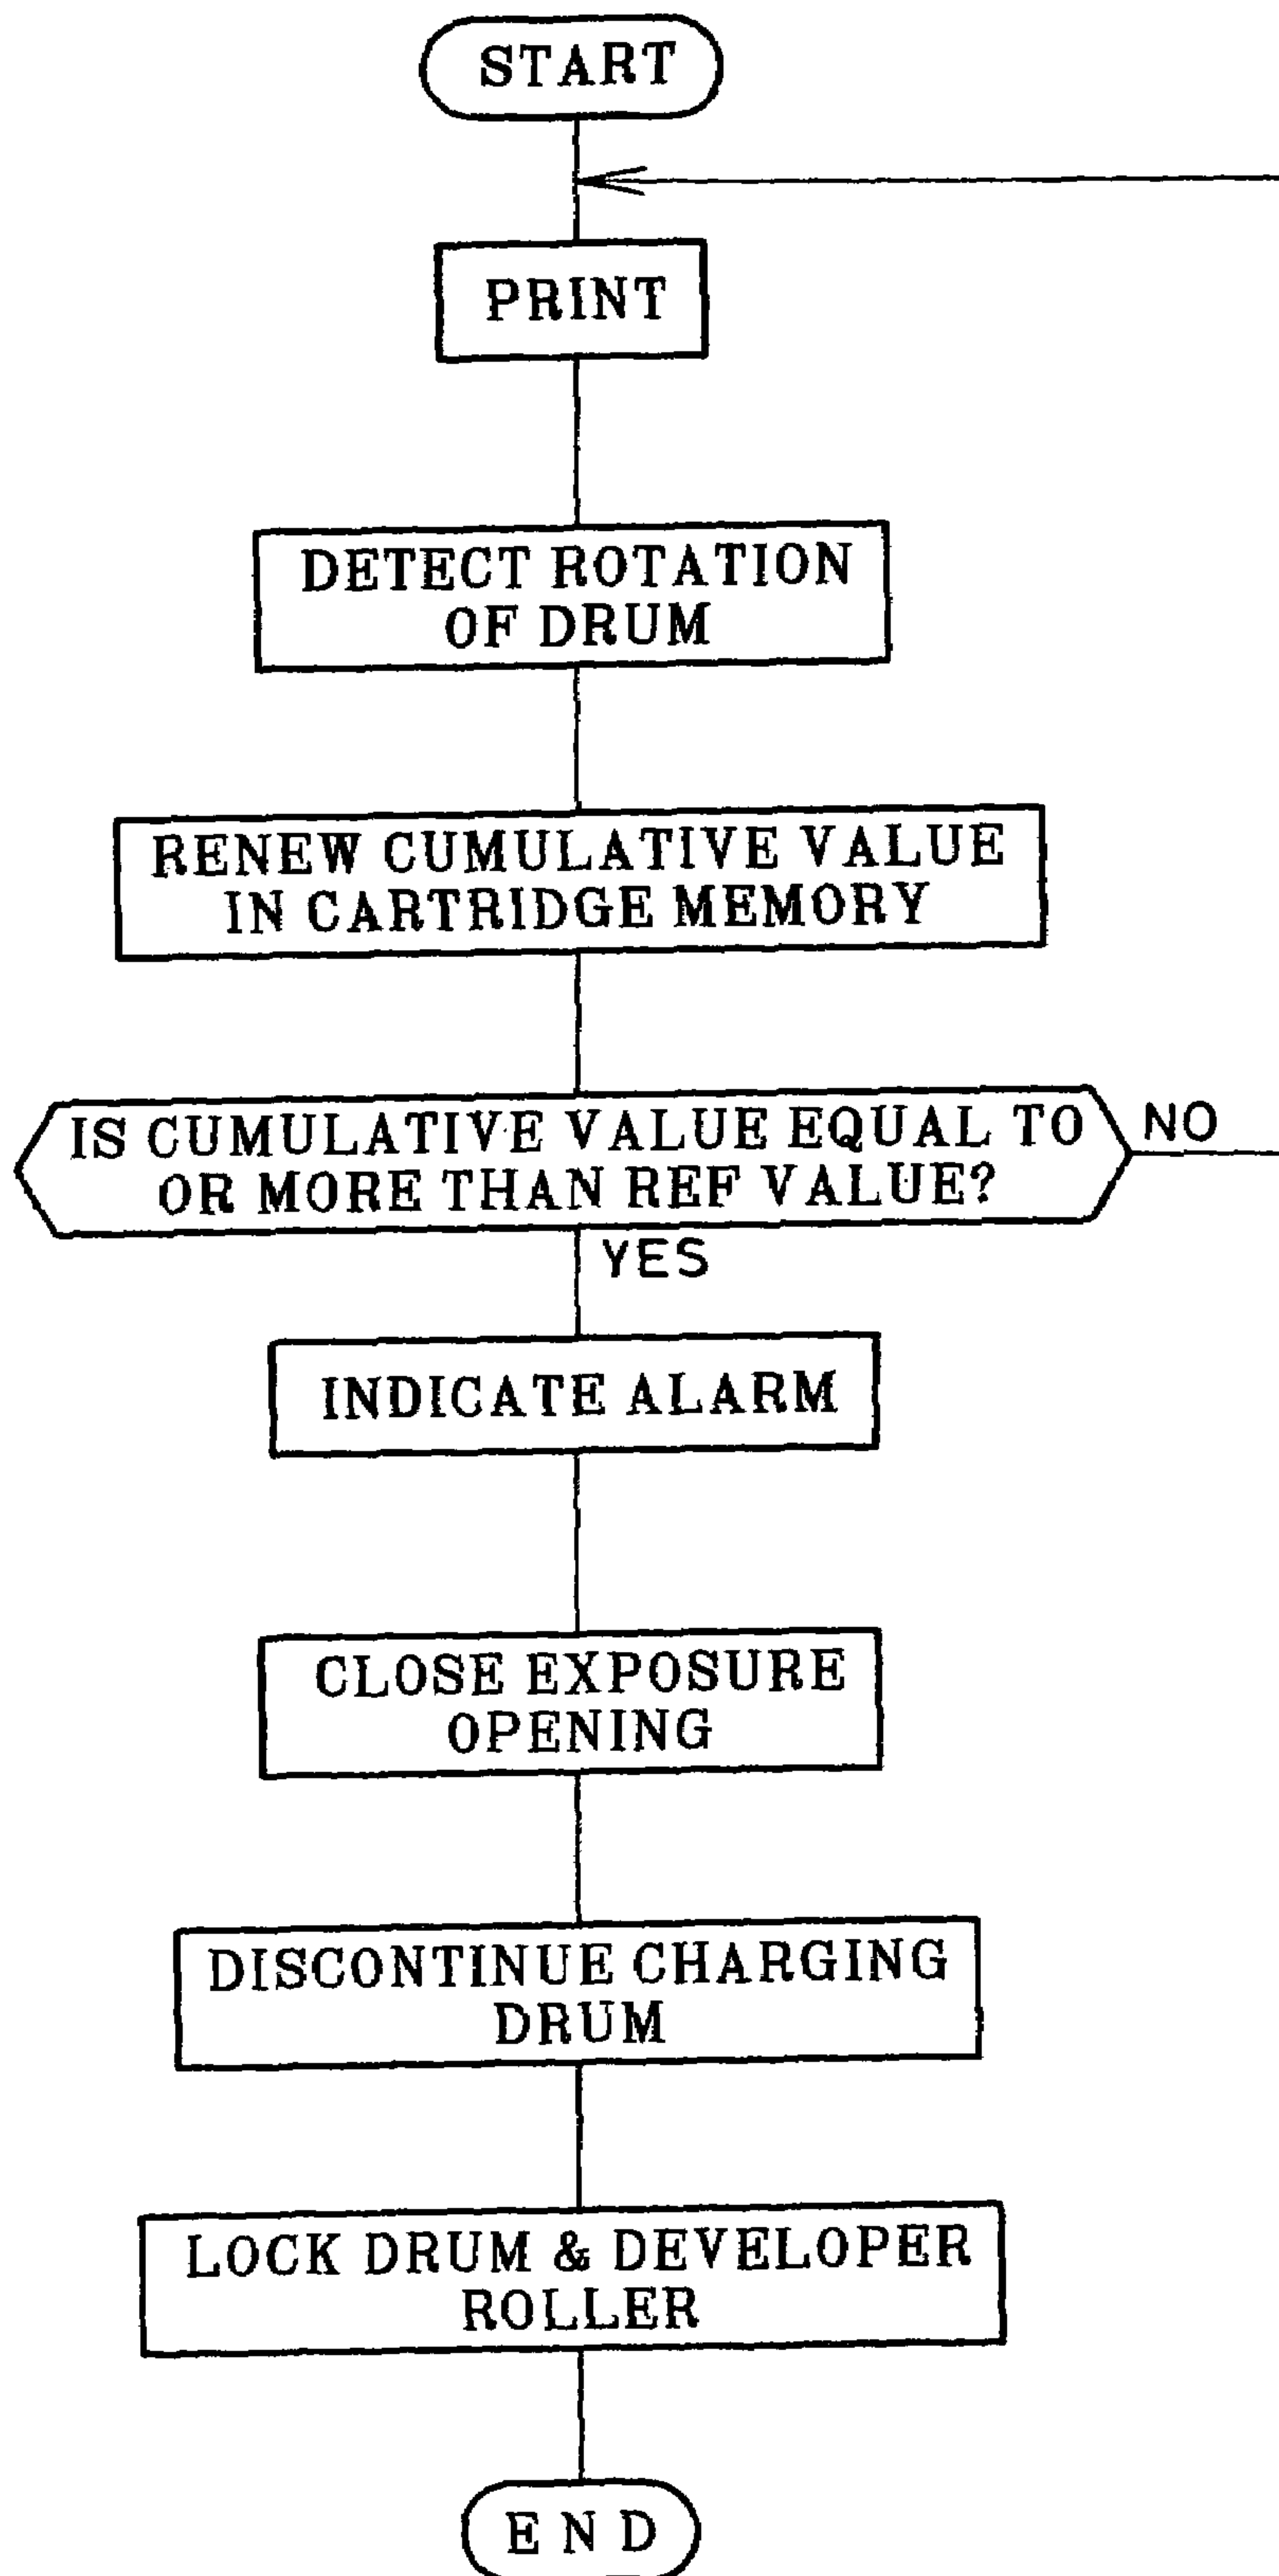 START
PRINT
DETECT ROTATION
OF DRUM
RENEW CUMULATIVE VALUE
IN CARTRIDGE MEMORY
IS CUMULATIVE VALUE EQUAL TO
OR MORE THAN REF VALUE?
NO
YES
INDICATE ALARM
CLOSE EXPOSURE
OPENING
DISCONTINUE CHARGING
DRUM
LOCK DRUM & DEVELOPER
ROLLER
END